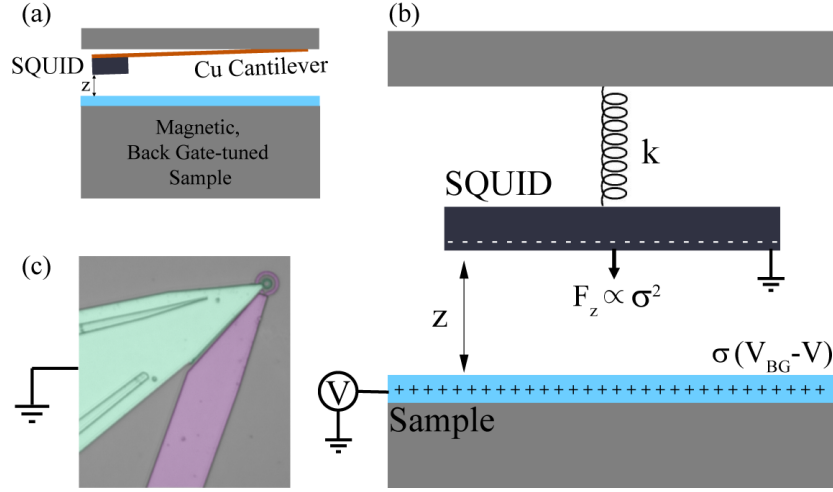 (a)
SQUID
Cu Cantilever
z
Magnetic,
Back Gate-tuned
Sample
(b)
k
SQUID
F_z ∝ σ²
z
σ (V_BG-V)
V
Sample
(c)